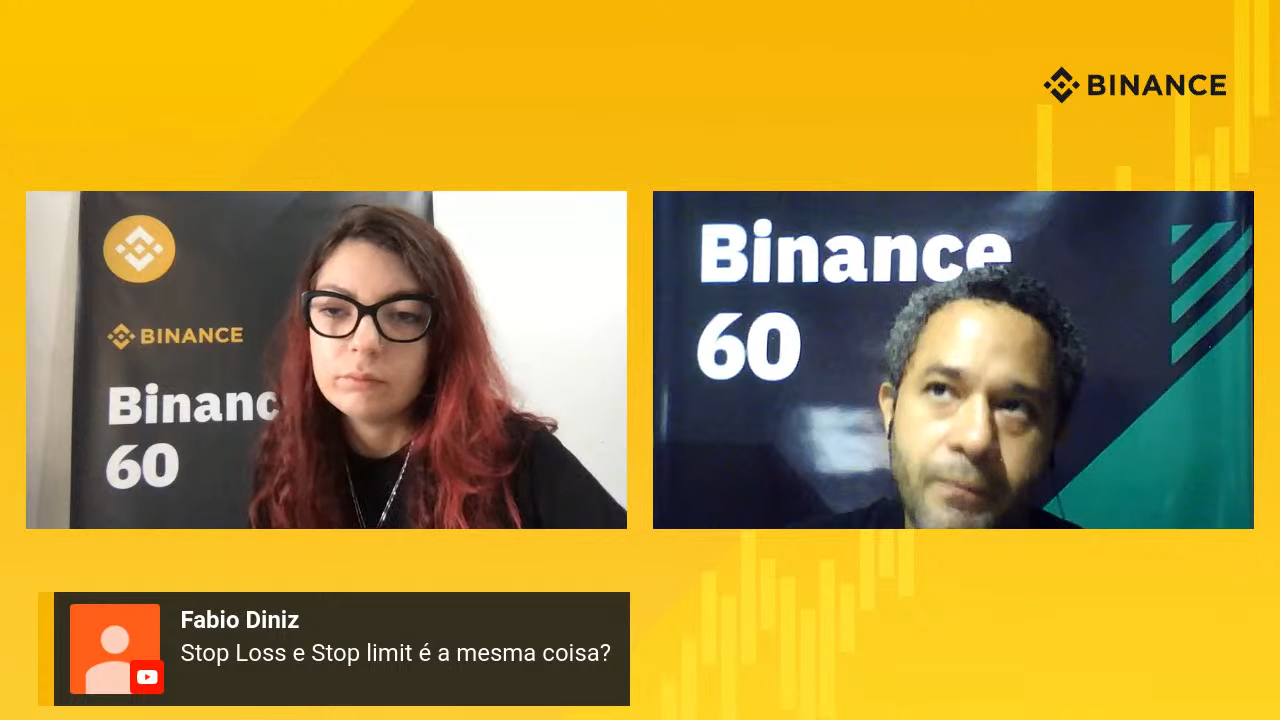 BINANCE
BINANCE
Binanc
60
Binance
60
Fabio Diniz
Stop Loss e Stop limit é a mesma coisa?